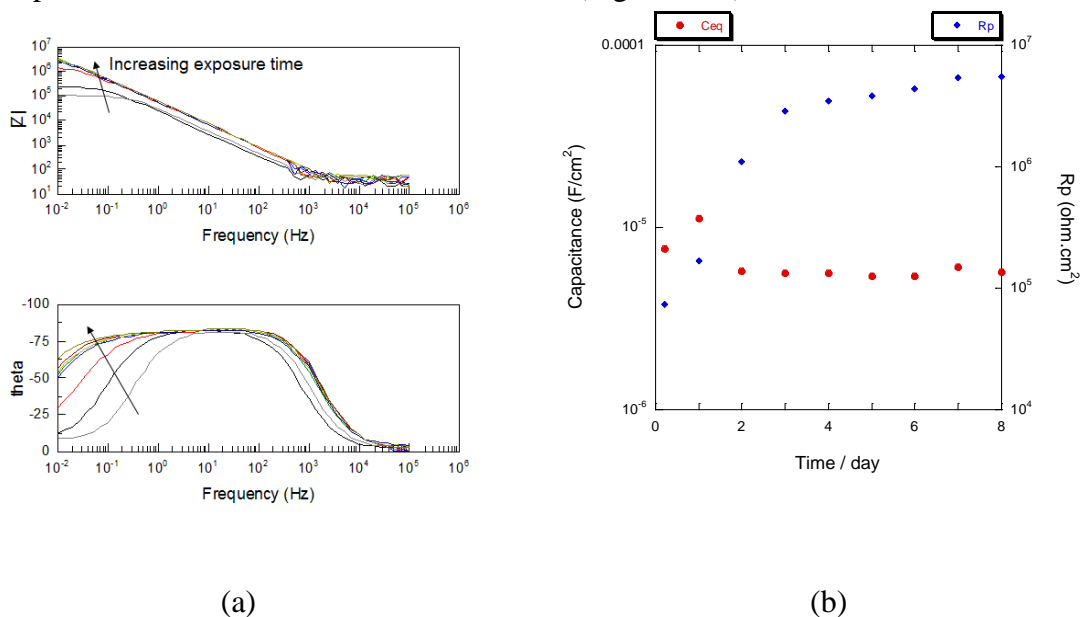 Ceq
Rp
10^7
10^6
10^5
10^4
10^3
10^2
10^1
|Z|
Increasing exposure time
10^-2 10^-1 10^0 10^1 10^2 10^3 10^4 10^5 10^6
Frequency (Hz)
-100
-75
-50
-25
0
theta
10^-2 10^-1 10^0 10^1 10^2 10^3 10^4 10^5 10^6
Frequency (Hz)
0.0001
10^-5
10^-6
Capacitance (F/cm^2)
10^7
10^6
10^5
10^4
Rp (ohm.cm^2)
0 2 4 6 8
Time / day
(a) (b)